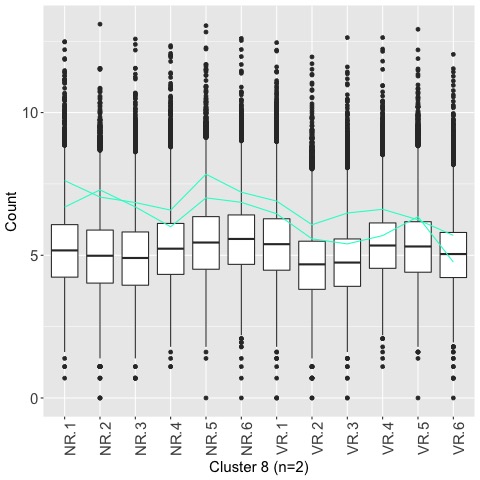 Count
10
5
0
NR.1
NR.2
NR.3
NR.4
NR.5
NR.6
VR.1
VR.2
VR.3
VR.4
VR.5
VR.6
Cluster 8 (n=2)